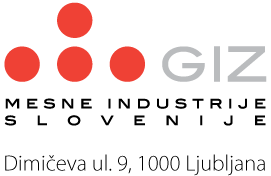 GIZ
MESNE INDUSTRIJE
SLOVENIJE
Dimičeva ul. 9, 1000 Ljubljana